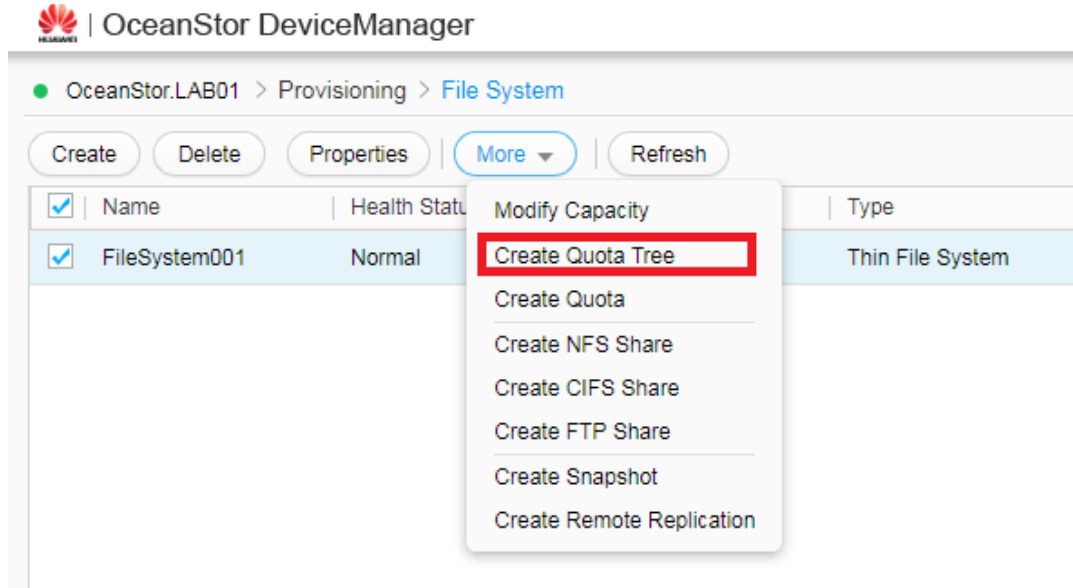 HUAWEI | OceanStor DeviceManager
OceanStor.LAB01 > Provisioning > File System
Create Delete Properties More Refresh
Name Health Statu Type
FileSystem001 Normal Thin File System
Modify Capacity
Create Quota Tree
Create Quota
Create NFS Share
Create CIFS Share
Create FTP Share
Create Snapshot
Create Remote Replication